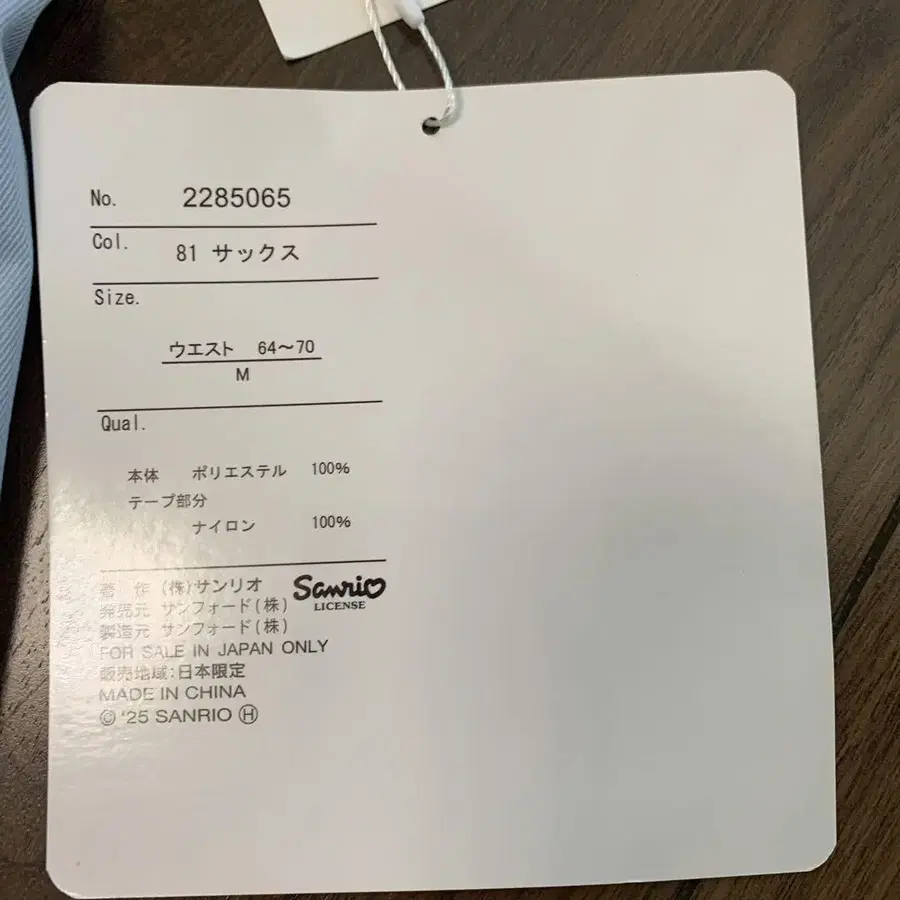 No. 2285065
Col. 81 サックス
Size.
ウエスト 64〜70
M
Qual.
本体 ポリエステル 100%
テープ部分
ナイロン 100%
著 作 (株)サンリオ
Sanrio
LICENSE
発売元 サンフォード(株)
製造元 サンフォード(株)
FOR SALE IN JAPAN ONLY
販売地域:日本限定
MADE IN CHINA
© '25 SANRIO Ⓗ